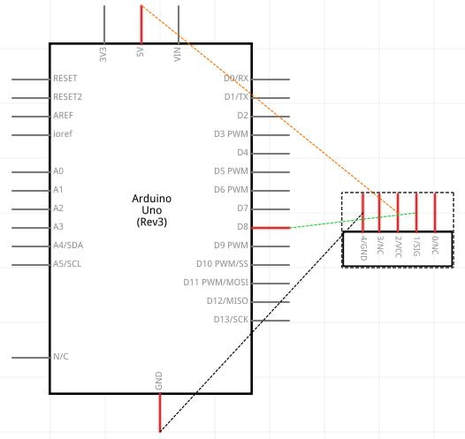 3V3
5V
VIN
RESET
RESET2
AREF
ioref
A0
A1
A2
A3
A4/SDA
A5/SCL
N/C
Arduino
Uno
(Rev3)
D0/RX
D1/TX
D2
D3 PWM
D4
D5 PWM
D6 PWM
D7
D8
D9 PWM
D10 PWM/SS
D11 PWM/MOSI
D12/MISO
D13/SCK
GND
4/GND
3/NC
2/VCC
1/SIG
0/NC